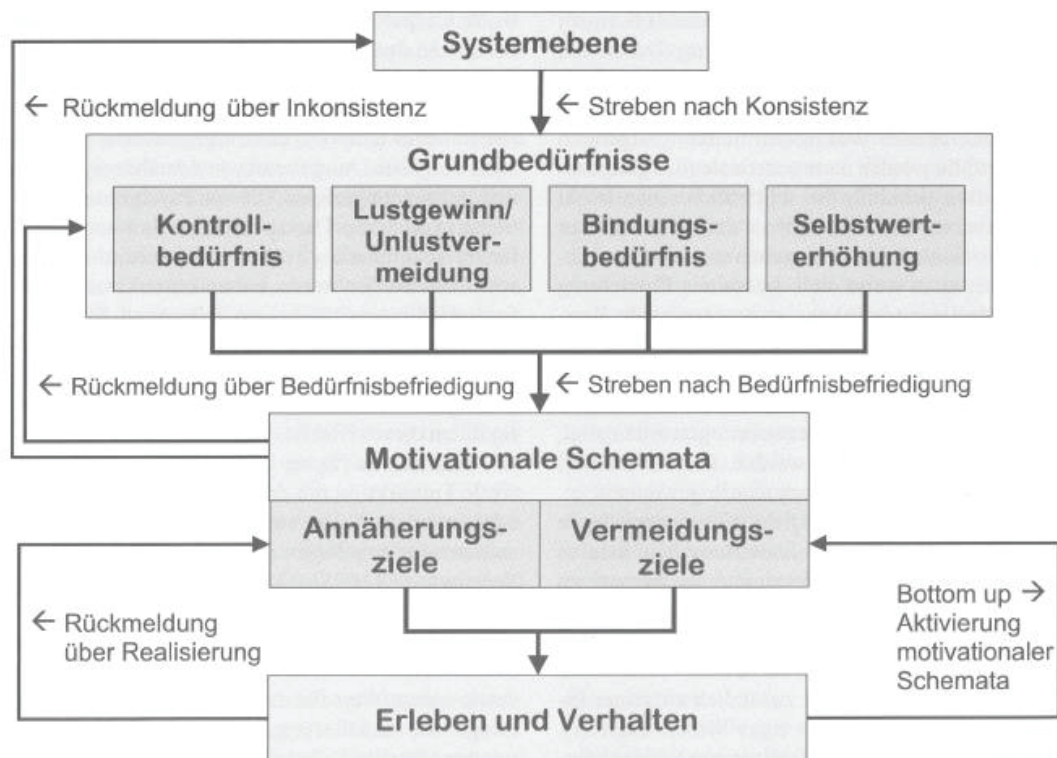 Systemebene
← Rückmeldung über Inkonsistenz
← Streben nach Konsistenz
Grundbedürfnisse
Kontroll-
bedürfnis
Lustgewinn/
Unlustver-
meidung
Bindungs-
bedürfnis
Selbstwert-
erhöhung
← Rückmeldung über Bedürfnisbefriedigung
← Streben nach Bedürfnisbefriedigung
Motivationale Schemata
Annäherungs-
ziele
Vermeidungs-
ziele
← Rückmeldung
über Realisierung
Bottom up →
Aktivierung
motivationaler
Schemata
Erleben und Verhalten